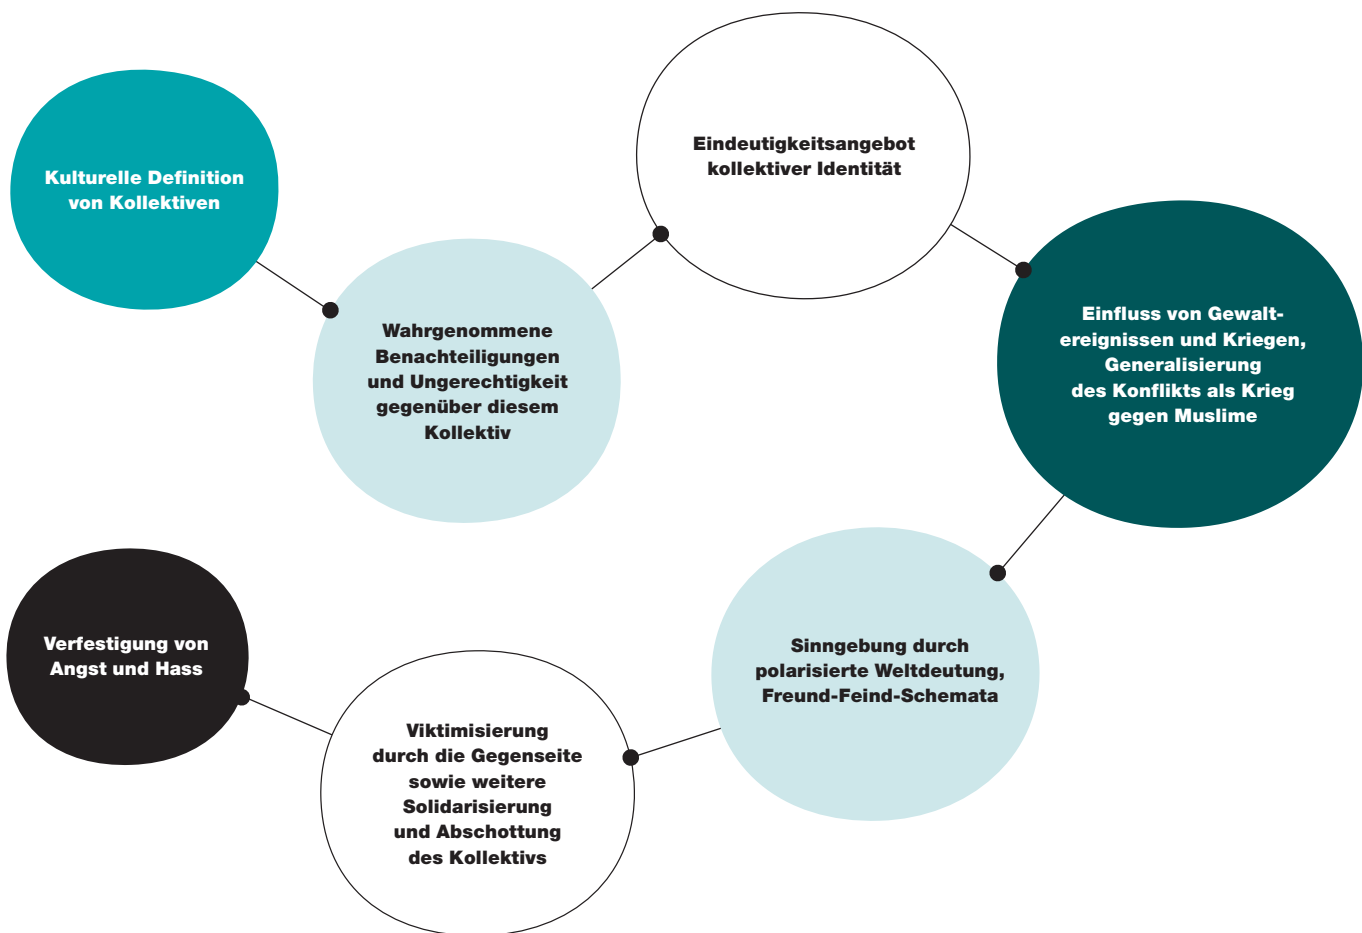 Kulturelle Definition
von Kollektiven
Wahrgenommene
Benachteiligungen
und Ungerechtigkeit
gegenüber diesem
Kollektiv
Eindeutigkeitsangebot
kollektiver Identität
Einfluss von Gewalt-
ereignissen und Kriegen,
Generalisierung
des Konflikts als Krieg
gegen Muslime
Sinngebung durch
polarisierte Weltdeutung,
Freund-Feind-Schemata
Viktimisierung
durch die Gegenseite
sowie weitere
Solidarisierung
und Abschottung
des Kollektivs
Verfestigung von
Angst und Hass